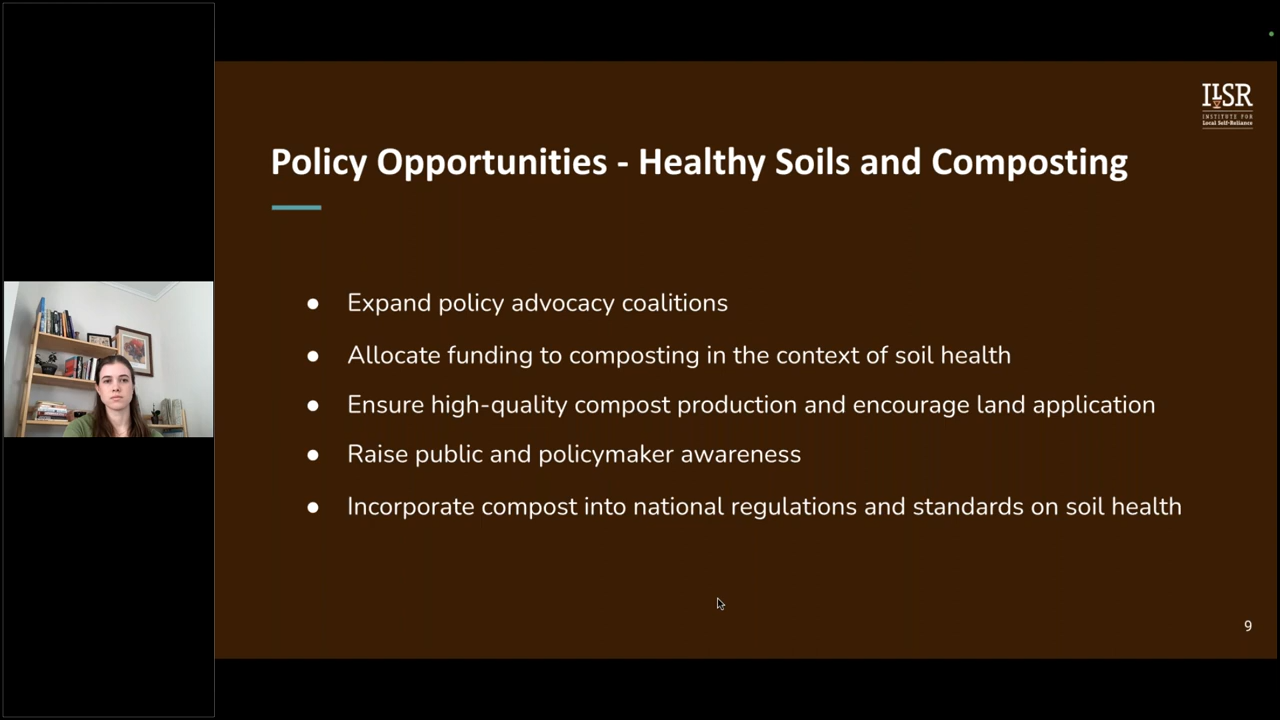 ILSR
INSTITUTE FOR
Local Self-Reliance
Policy Opportunities - Healthy Soils and Composting
● Expand policy advocacy coalitions
● Allocate funding to composting in the context of soil health
● Ensure high-quality compost production and encourage land application
● Raise public and policymaker awareness
● Incorporate compost into national regulations and standards on soil health
9